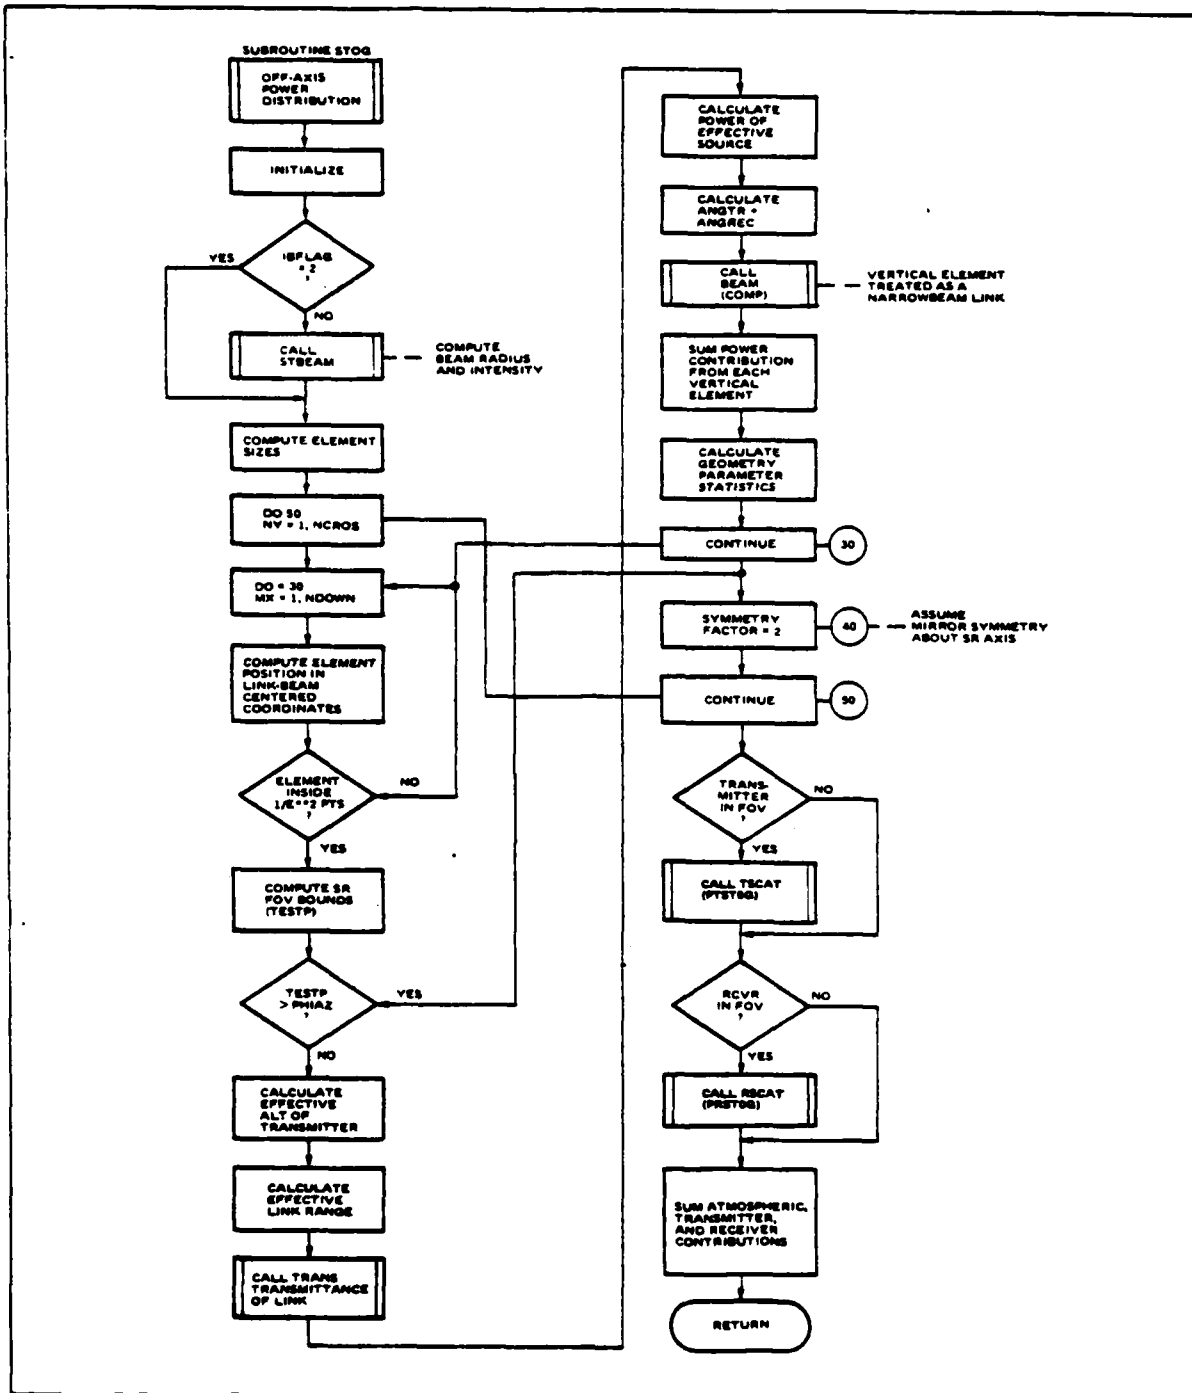 SUBROUTINE STOG
OFF-AXIS
POWER
DISTRIBUTION
INITIALIZE
IBFLAG
= 2
?
YES
NO
CALL
STBEAM
COMPUTE
BEAM RADIUS
AND INTENSITY
COMPUTE ELEMENT
SIZES
DO 50
NY = 1, NCROS
DO = 30
MX = 1, NDOWN
COMPUTE ELEMENT
POSITION IN
LINK-BEAM
CENTERED
COORDINATES
ELEMENT
INSIDE
1/E**2 PTS
?
NO
YES
COMPUTE SR
FOV BOUNDS
(TESTP)
TESTP
> PHIAZ
?
YES
NO
CALCULATE
EFFECTIVE
ALT OF
TRANSMITTER
CALCULATE
EFFECTIVE
LINK RANGE
CALL TRANS
TRANSMITTANCE
OF LINK
CALCULATE
POWER OF
EFFECTIVE
SOURCE
CALCULATE
ANGTR +
ANGREC
CALL
BEAM
(COMP)
VERTICAL ELEMENT
TREATED AS A
NARROWBEAM LINK
SUM POWER
CONTRIBUTION
FROM EACH
VERTICAL
ELEMENT
CALCULATE
GEOMETRY
PARAMETER
STATISTICS
CONTINUE
30
SYMMETRY
FACTOR = 2
40
ASSUME
MIRROR SYMMETRY
ABOUT SR AXIS
CONTINUE
50
TRANS-
MITTER
IN FOV
?
NO
YES
CALL TSCAT
(PTSTOG)
RCVR
IN FOV
?
NO
YES
CALL RSCAT
(PRSTOG)
SUM ATMOSPHERIC,
TRANSMITTER,
AND RECEIVER
CONTRIBUTIONS
RETURN